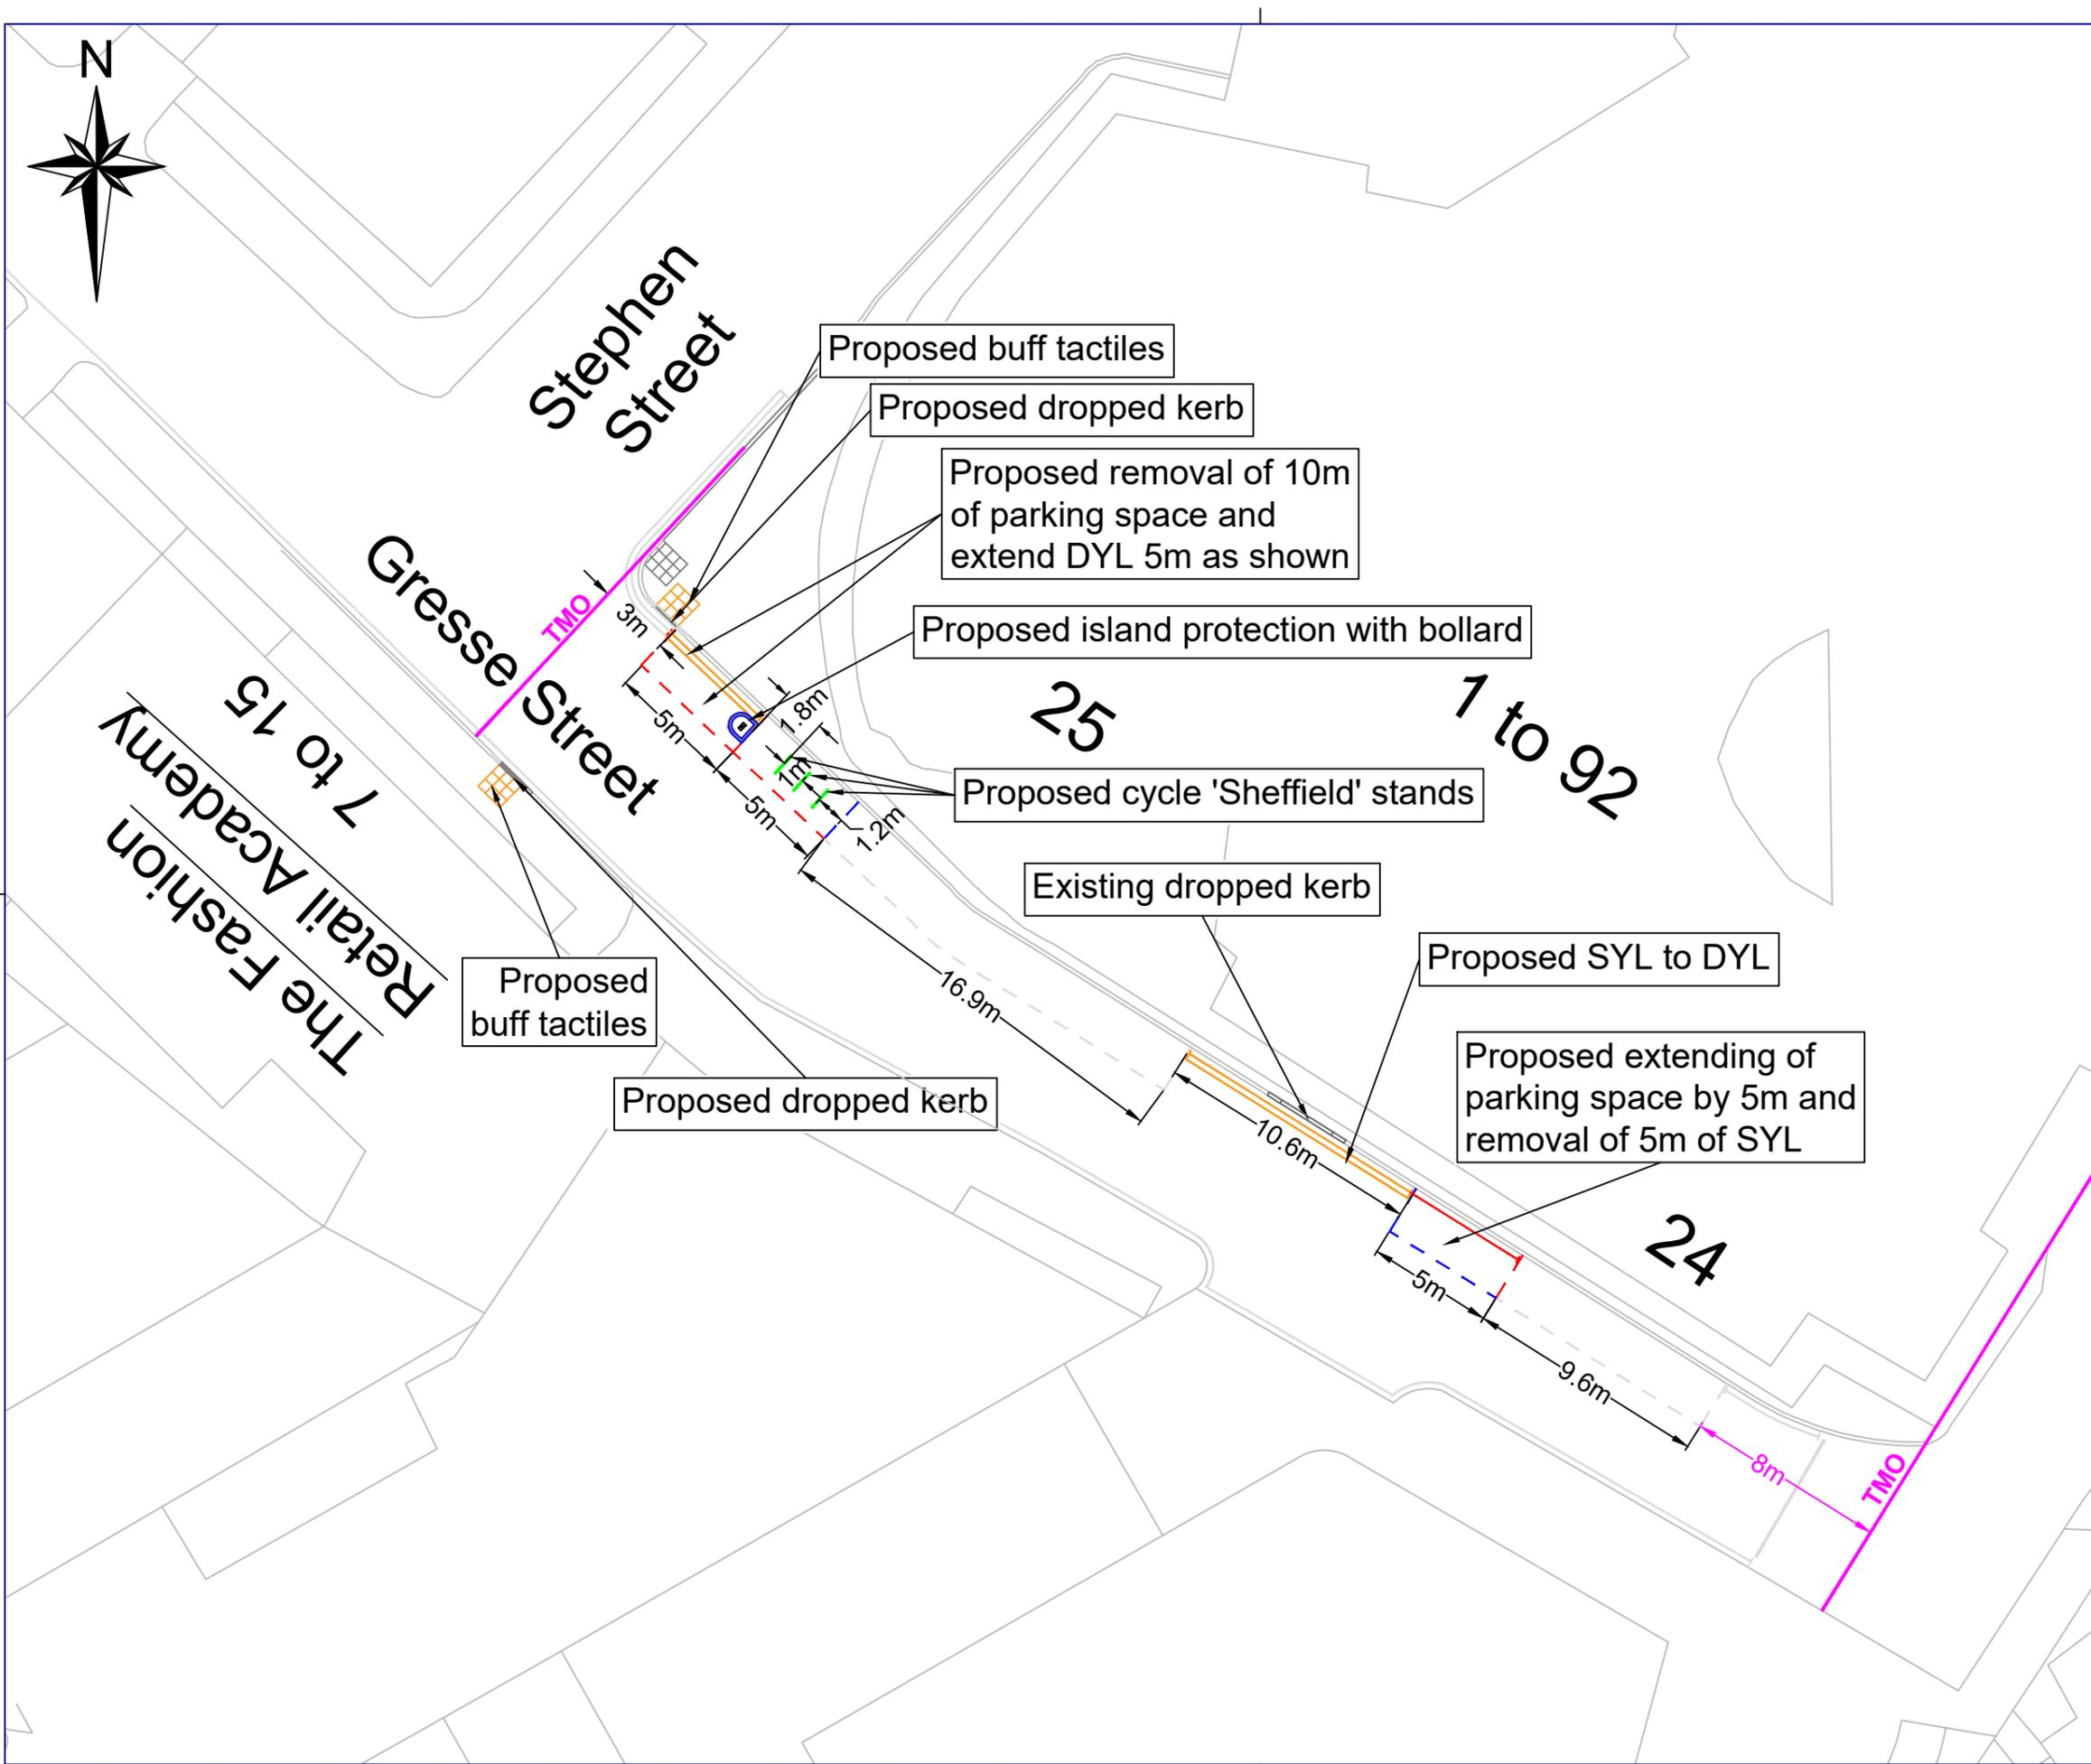 N
Stephen
Street
Proposed buff tactiles
Proposed dropped kerb
Proposed removal of 10m
of parking space and
extend DYL 5m as shown
Gresse Street
TMO
3m
Proposed island protection with bollard
25
1 to 92
7 to 15
The Fashion
Retail Academy
5m
1.8m
1m
Proposed cycle 'Sheffield' stands
5m
1.2m
Existing dropped kerb
Proposed SYL to DYL
Proposed
buff tactiles
16.9m
Proposed extending of
parking space by 5m and
removal of 5m of SYL
Proposed dropped kerb
10.6m
24
5m
9.6m
8m
TMO